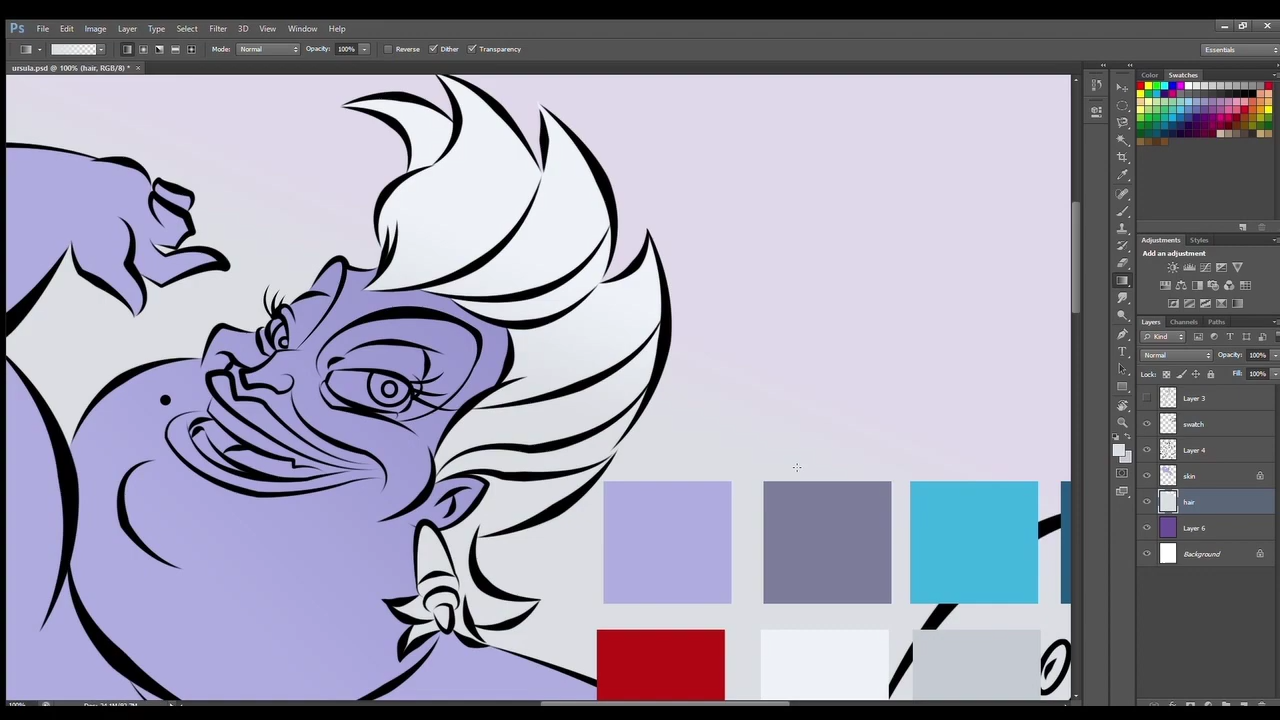 Ps File Edit Image Layer Type Select Filter 3D View Window Help
Mode: Normal Opacity: 100% Reverse Dither Transparency Essentials
ursula.psd @ 100% (hair, RGB/8) * ×
Color Swatches
Adjustments Styles
Add an adjustment
Layers Channels Paths
Kind
Normal Opacity: 100%
Lock: Fill: 100%
Layer 3
swatch
Layer 4
skin
hair
Layer 6
Background